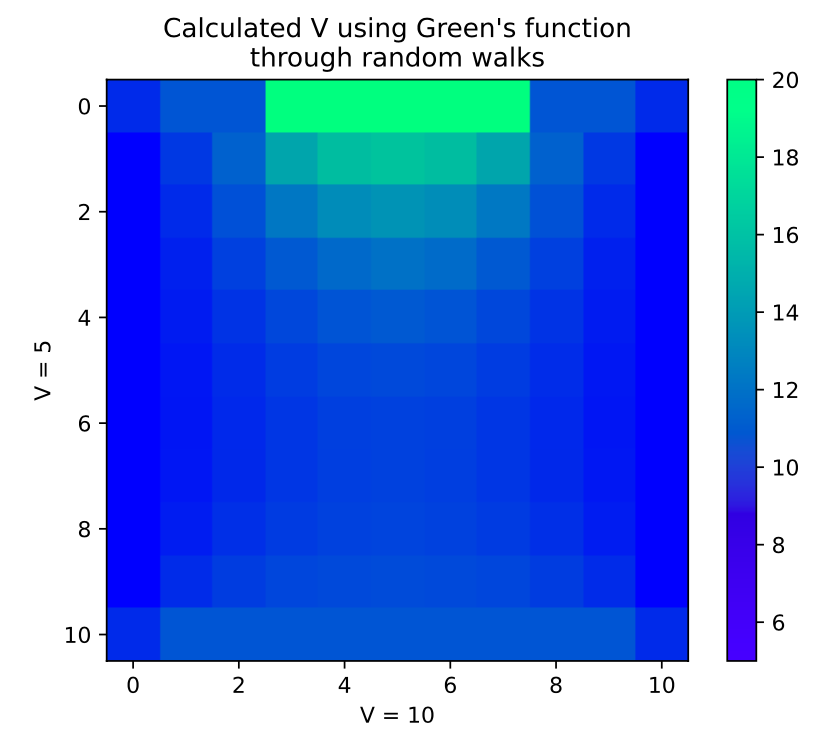 Calculated V using Green's function
through random walks
20
0
18
2
16
4
14
V = 5
12
6
10
8
8
10
6
0 2 4 6 8 10
V = 10